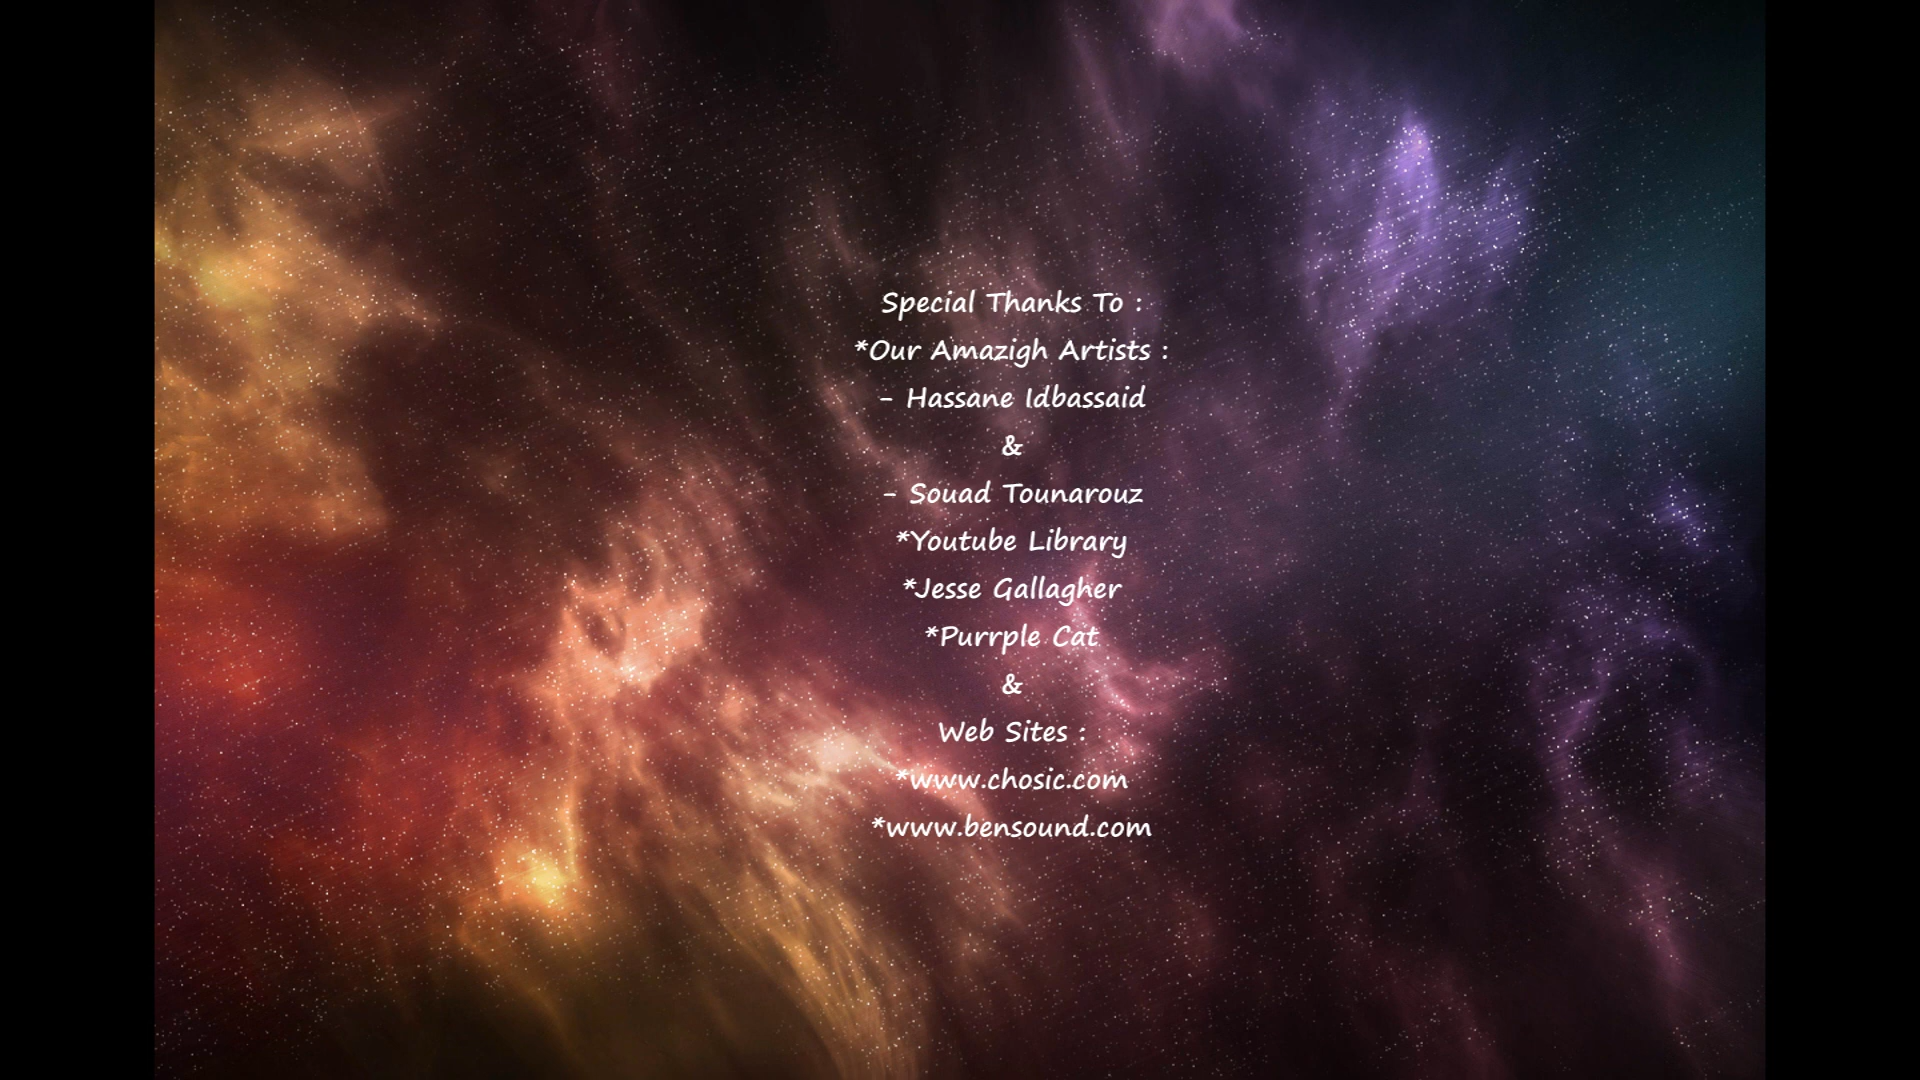 Special Thanks To :
*Our Amazigh Artists :
- Hassane Idbassaid
&
- Souad Tounarouz
*Youtube Library
*Jesse Gallagher
*Purrple Cat
&
Web Sites :
*www.chosic.com
*www.bensound.com